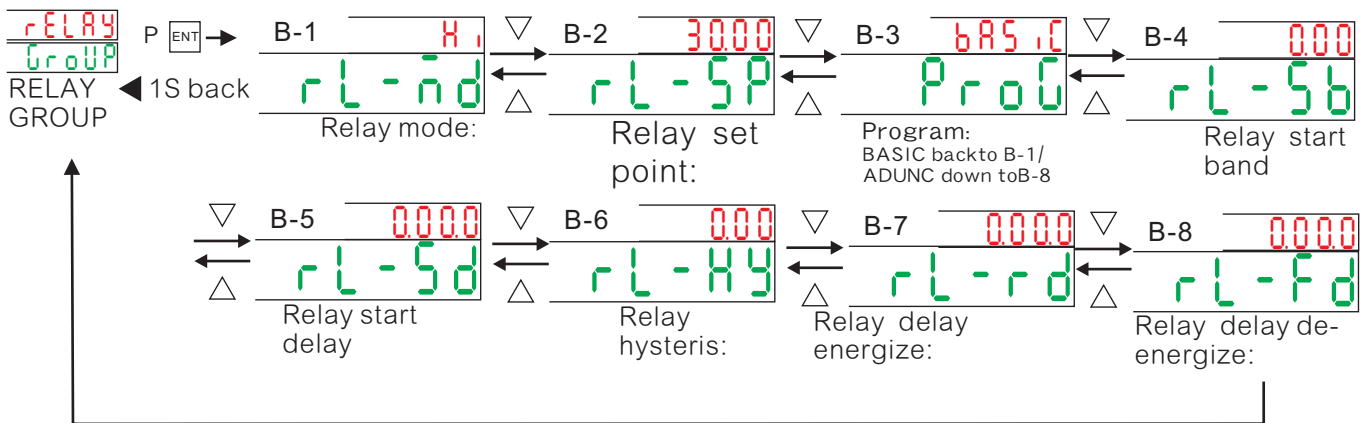 rELAY
GroUP
RELAY
GROUP
P ENT
1S back
B-1
Hi
rL-nd
Relay mode:
B-2
30.00
rL-SP
Relay set
point:
B-3
bASiC
ProG
Program:
BASIC backto B-1/
ADUNC down toB-8
B-4
0.00
rL-Sb
Relay start
band
B-5
0.00.0
rL-Sd
Relay start
delay
B-6
0.00
rL-HY
Relay
hysteris:
B-7
0.00.0
rL-rd
Relay delay
energize:
B-8
0.00.0
rL-Fd
Relay delay de-
energize: